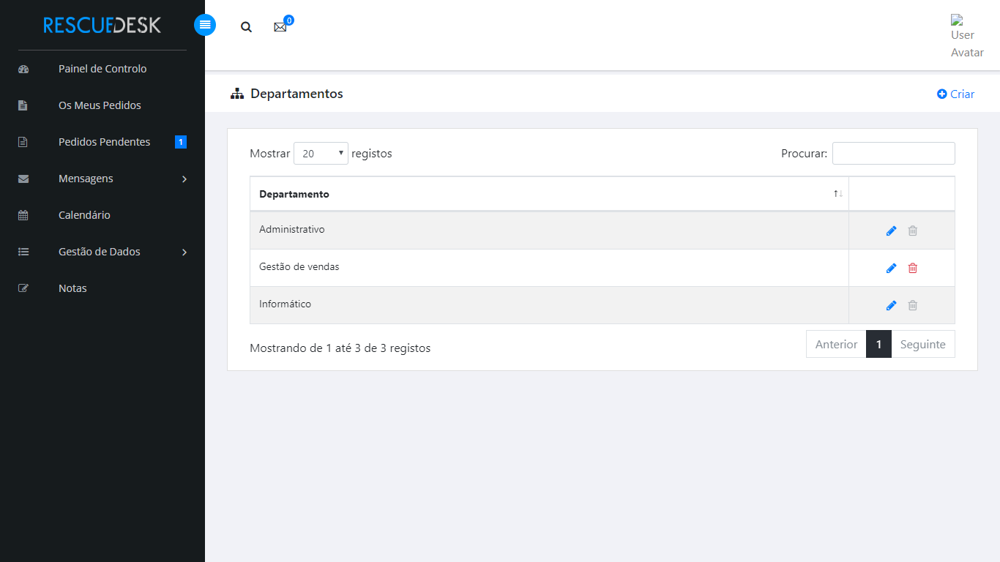 RESCUEDESK
0
User
Avatar
Painel de Controlo
Os Meus Pedidos
Pedidos Pendentes 1
Mensagens
Calendário
Gestão de Dados
Notas
Departamentos
Criar
Mostrar 20 registos
Procurar:
Departamento
Administrativo
Gestão de vendas
Informático
Mostrando de 1 até 3 de 3 registos
Anterior 1 Seguinte